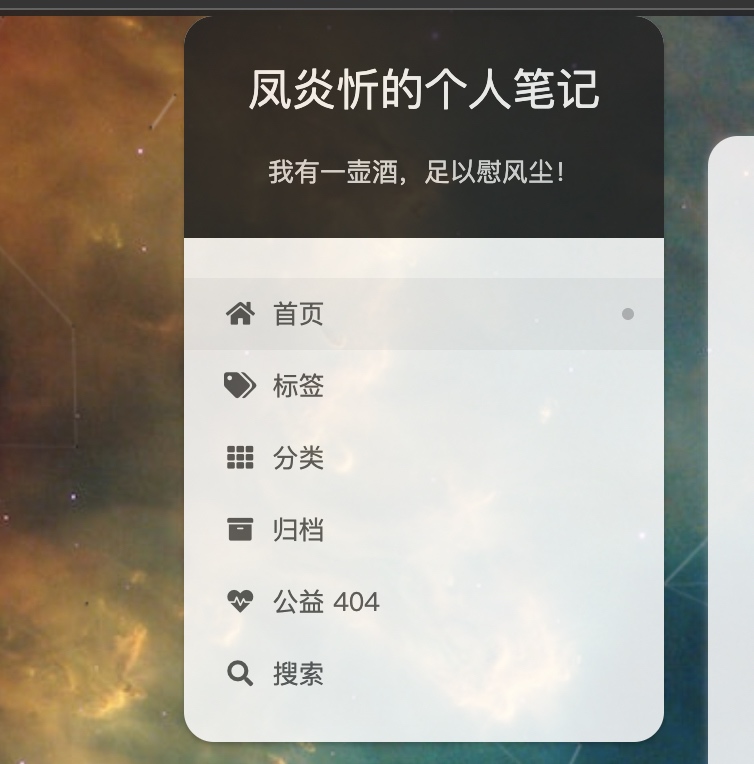 凤炎忻的个人笔记
我有一壶酒，足以慰风尘！
首页
标签
分类
归档
公益 404
搜索